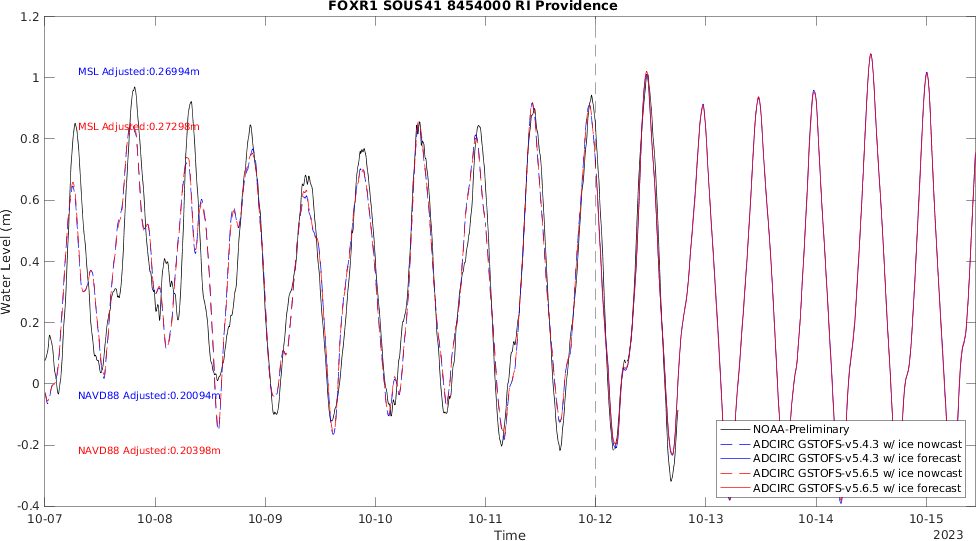 FOXR1 SOUS41 8454000 RI Providence
1.2
1
0.8
0.6
0.4
0.2
0
-0.2
-0.4
Water Level (m)
MSL Adjusted:0.26994m
MSL Adjusted:0.27298m
NAVD88 Adjusted:0.20094m
NAVD88 Adjusted:0.20398m
NOAA-Preliminary
ADCIRC GSTOFS-v5.4.3 w/ ice nowcast
ADCIRC GSTOFS-v5.4.3 w/ ice forecast
ADCIRC GSTOFS-v5.6.5 w/ ice nowcast
ADCIRC GSTOFS-v5.6.5 w/ ice forecast
10-07 10-08 10-09 10-10 10-11 10-12 10-13 10-14 10-15
Time
2023